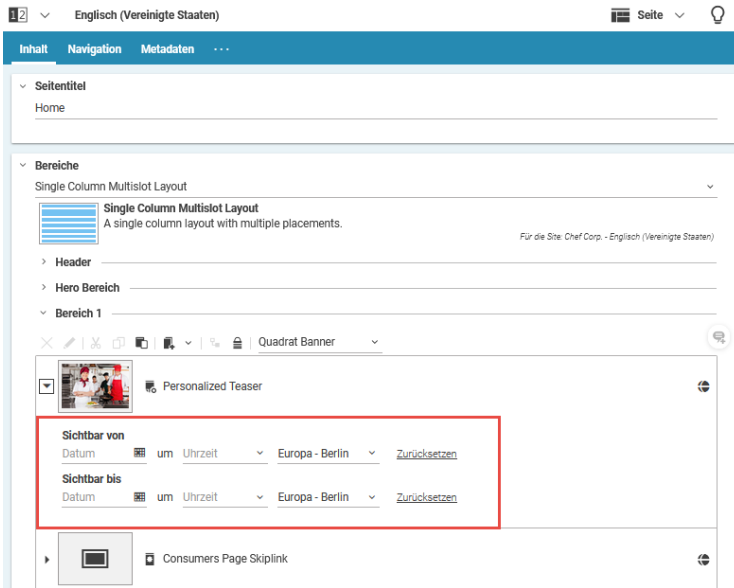 12 Englisch (Vereinigte Staaten) Seite
Inhalt Navigation Metadaten ···
Seitentitel
Home
Bereiche
Single Column Multislot Layout
Single Column Multislot Layout
A single column layout with multiple placements.
Für die Site: Chef Corp. - Englisch (Vereinigte Staaten)
Header
Hero Bereich
Bereich 1
Quadrat Banner
Personalized Teaser
Sichtbar von
Datum um Uhrzeit Europa - Berlin Zurücksetzen
Sichtbar bis
Datum um Uhrzeit Europa - Berlin Zurücksetzen
Consumers Page Skiplink